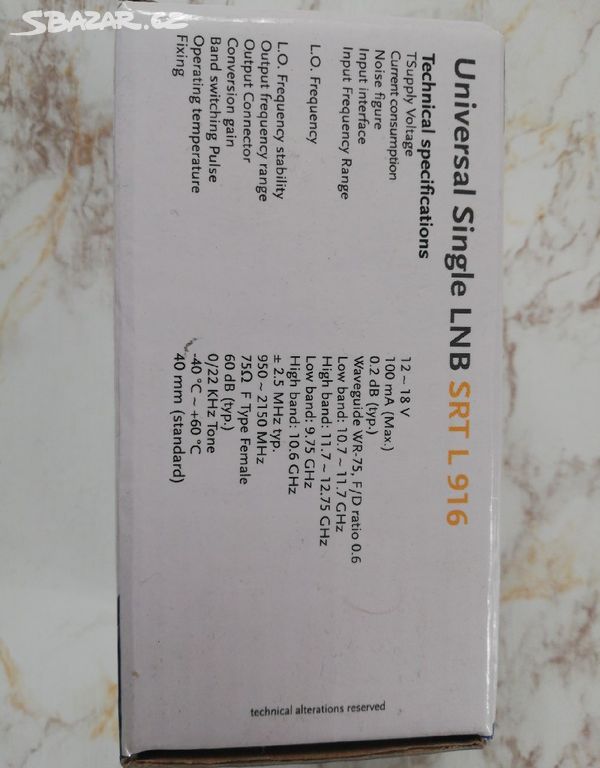 SBAZAR.CZ
Universal Single LNB SRT L 916
Technical specifications
TSupply Voltage 12 ~ 18 V
Current consumption 100 mA (Max.)
Noise figure 0.2 dB (typ.)
Input interface Waveguide WR-75, F/D ratio 0.6
Input Frequency Range Low band: 10.7 ~ 11.7 GHz
High band: 11.7 ~ 12.75 GHz
L.O. Frequency Low band: 9.75 GHz
High band: 10.6 GHz
L.O. Frequency stability ± 2.5 MHz typ.
Output frequency range 950 ~ 2150 MHz
Output Connector 75Ω F Type Female
Conversion gain 60 dB (typ.)
Band switching Pulse 0/22 KHz Tone
Operating temperature -40 °C ~ +60 °C
Fixing 40 mm (standard)
technical alterations reserved